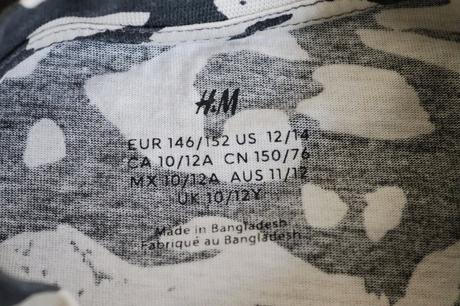 H&M
EUR 146/152 US 12/14
CA 10/12A CN 150/76
MX 10/12A AUS 11/12
UK 10/12Y
Made in Bangladesh
Fabriqué au Bangladesh